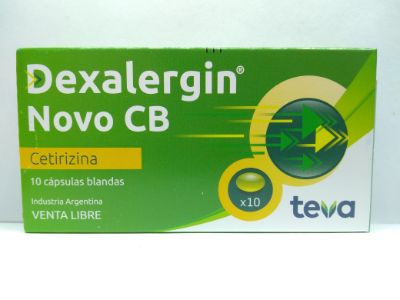 Dexalergin®
Novo CB
Cetirizina
10 cápsulas blandas
Industria Argentina
VENTA LIBRE
x10
teva